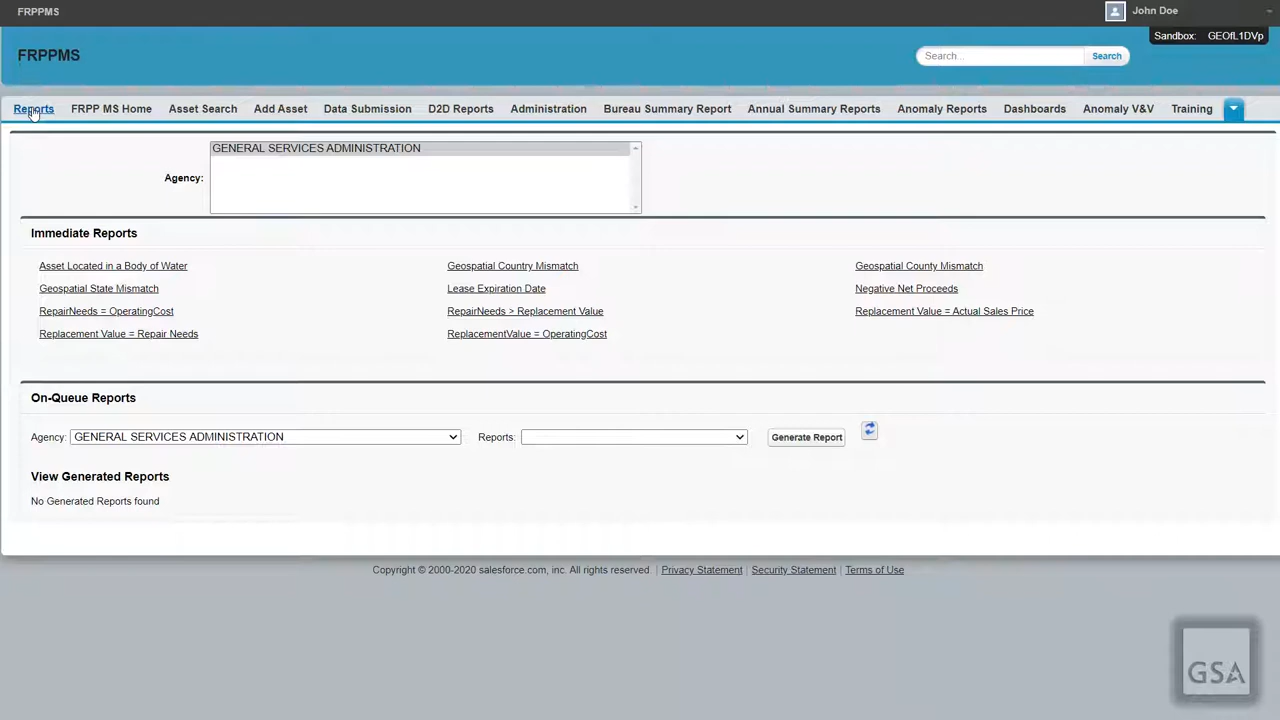 FRPPMS
John Doe
Sandbox: GEOfL1DVp
FRPPMS
Search...
Search
Reports FRPP MS Home Asset Search Add Asset Data Submission D2D Reports Administration Bureau Summary Report Annual Summary Reports Anomaly Reports Dashboards Anomaly V&V Training
GENERAL SERVICES ADMINISTRATION
Agency:
Immediate Reports
Asset Located in a Body of Water Geospatial Country Mismatch Geospatial County Mismatch
Geospatial State Mismatch Lease Expiration Date Negative Net Proceeds
RepairNeeds = OperatingCost RepairNeeds > Replacement Value Replacement Value = Actual Sales Price
Replacement Value = Repair Needs ReplacementValue = OperatingCost
On-Queue Reports
Agency: GENERAL SERVICES ADMINISTRATION Reports: Generate Report
View Generated Reports
No Generated Reports found
Copyright © 2000-2020 salesforce.com, inc. All rights reserved. | Privacy Statement | Security Statement | Terms of Use
GSA